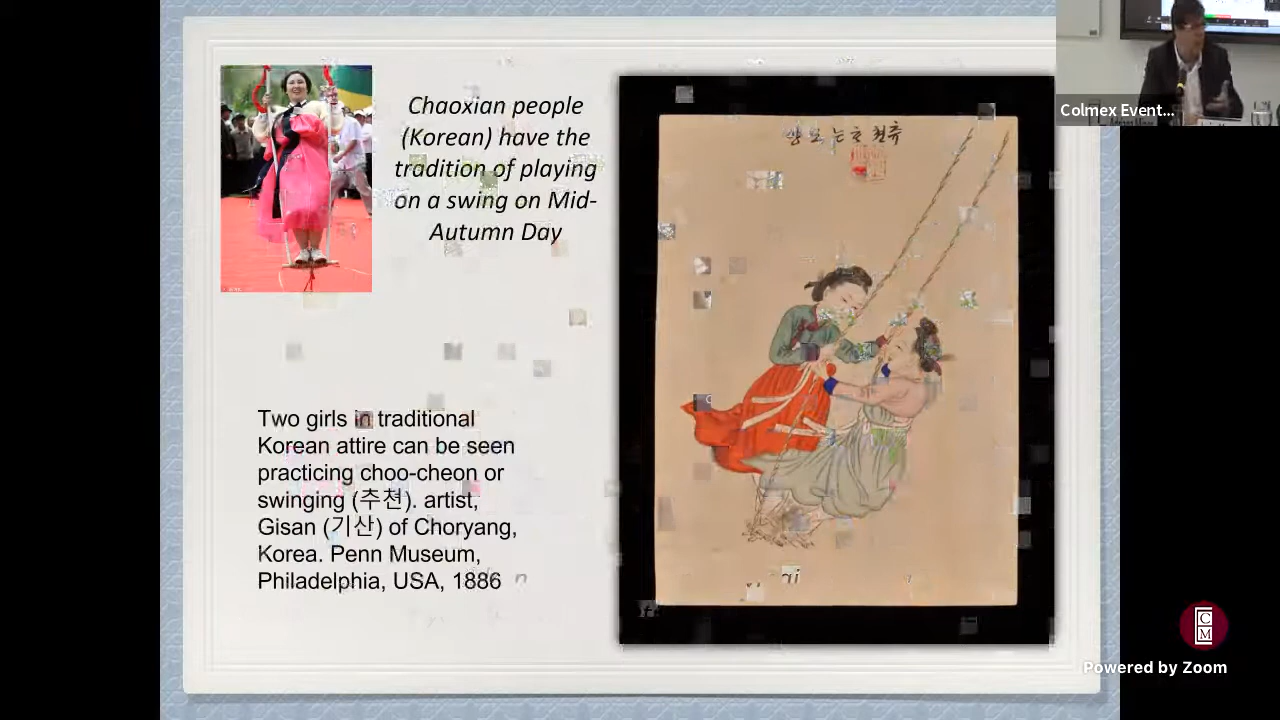 Chaoxian people
(Korean) have the
tradition of playing
on a swing on Mid-
Autumn Day
Two girls in traditional
Korean attire can be seen
practicing choo-cheon or
swinging (추천). artist,
Gisan (기산) of Choryang,
Korea. Penn Museum,
Philadelphia, USA, 1886
Colmex Event...
C
M
Powered by Zoom